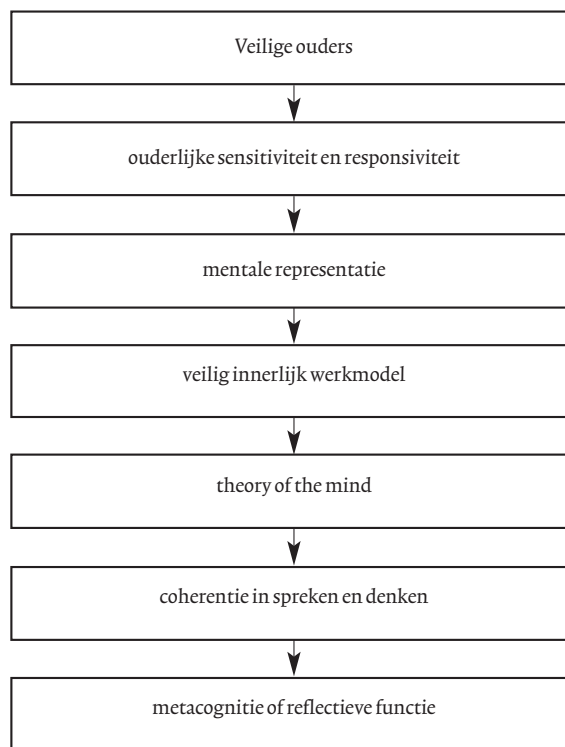 Veilige ouders
ouderlijke sensitiviteit en responsiviteit
mentale representatie
veilig innerlijk werkmodel
theory of the mind
coherentie in spreken en denken
metacognitie of reflectieve functie